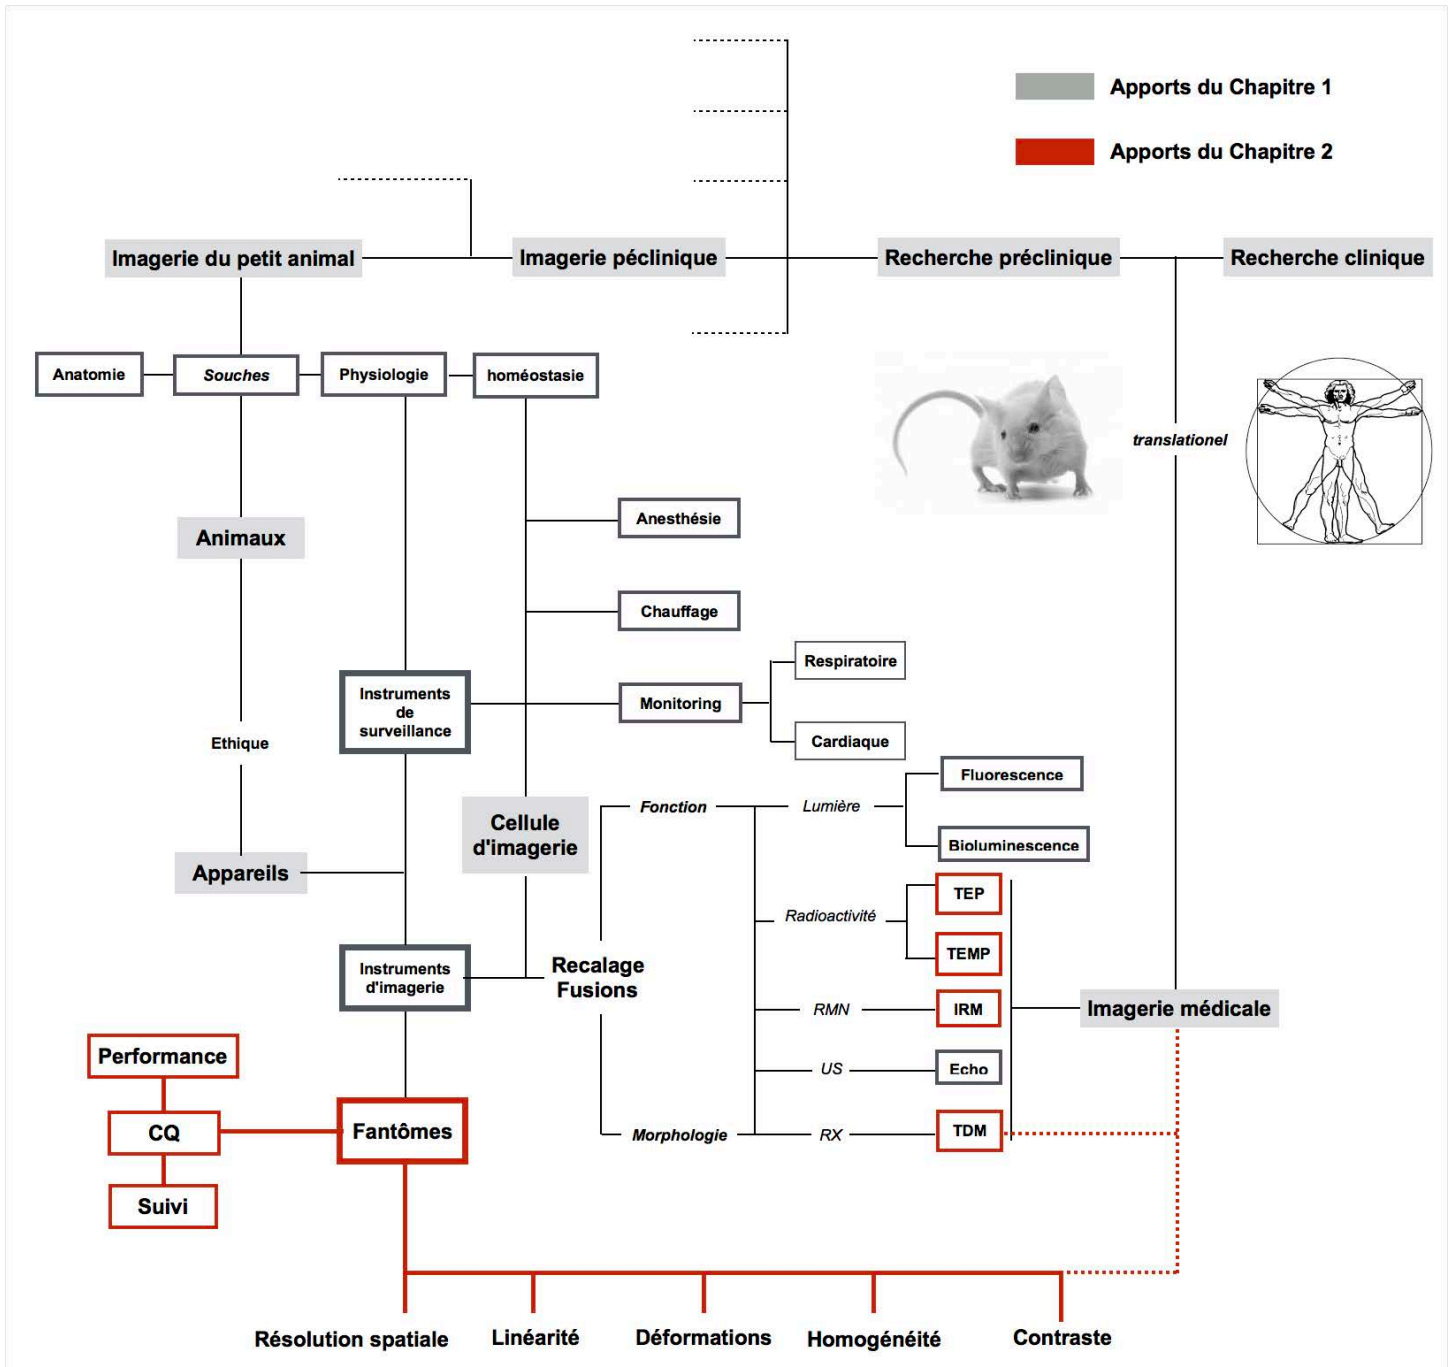 Apports du Chapitre 1
Apports du Chapitre 2
Imagerie du petit animal
Imagerie péclinique
Recherche préclinique
Recherche clinique
Anatomie
Souches
Physiologie
homéostasie
translationel
Anesthésie
Animaux
Chauffage
Respiratoire
Instruments
de
surveillance
Monitoring
Cardiaque
Ethique
Fluorescence
Fonction
Lumière
Cellule
d'imagerie
Bioluminescence
Appareils
TEP
Radioactivité
TEMP
Recalage
Fusions
Instruments
d'imagerie
RMN
IRM
Imagerie médicale
Performance
US
Echo
CQ
Fantômes
Morphologie
RX
TDM
Suivi
Résolution spatiale
Linéarité
Déformations
Homogénéité
Contraste